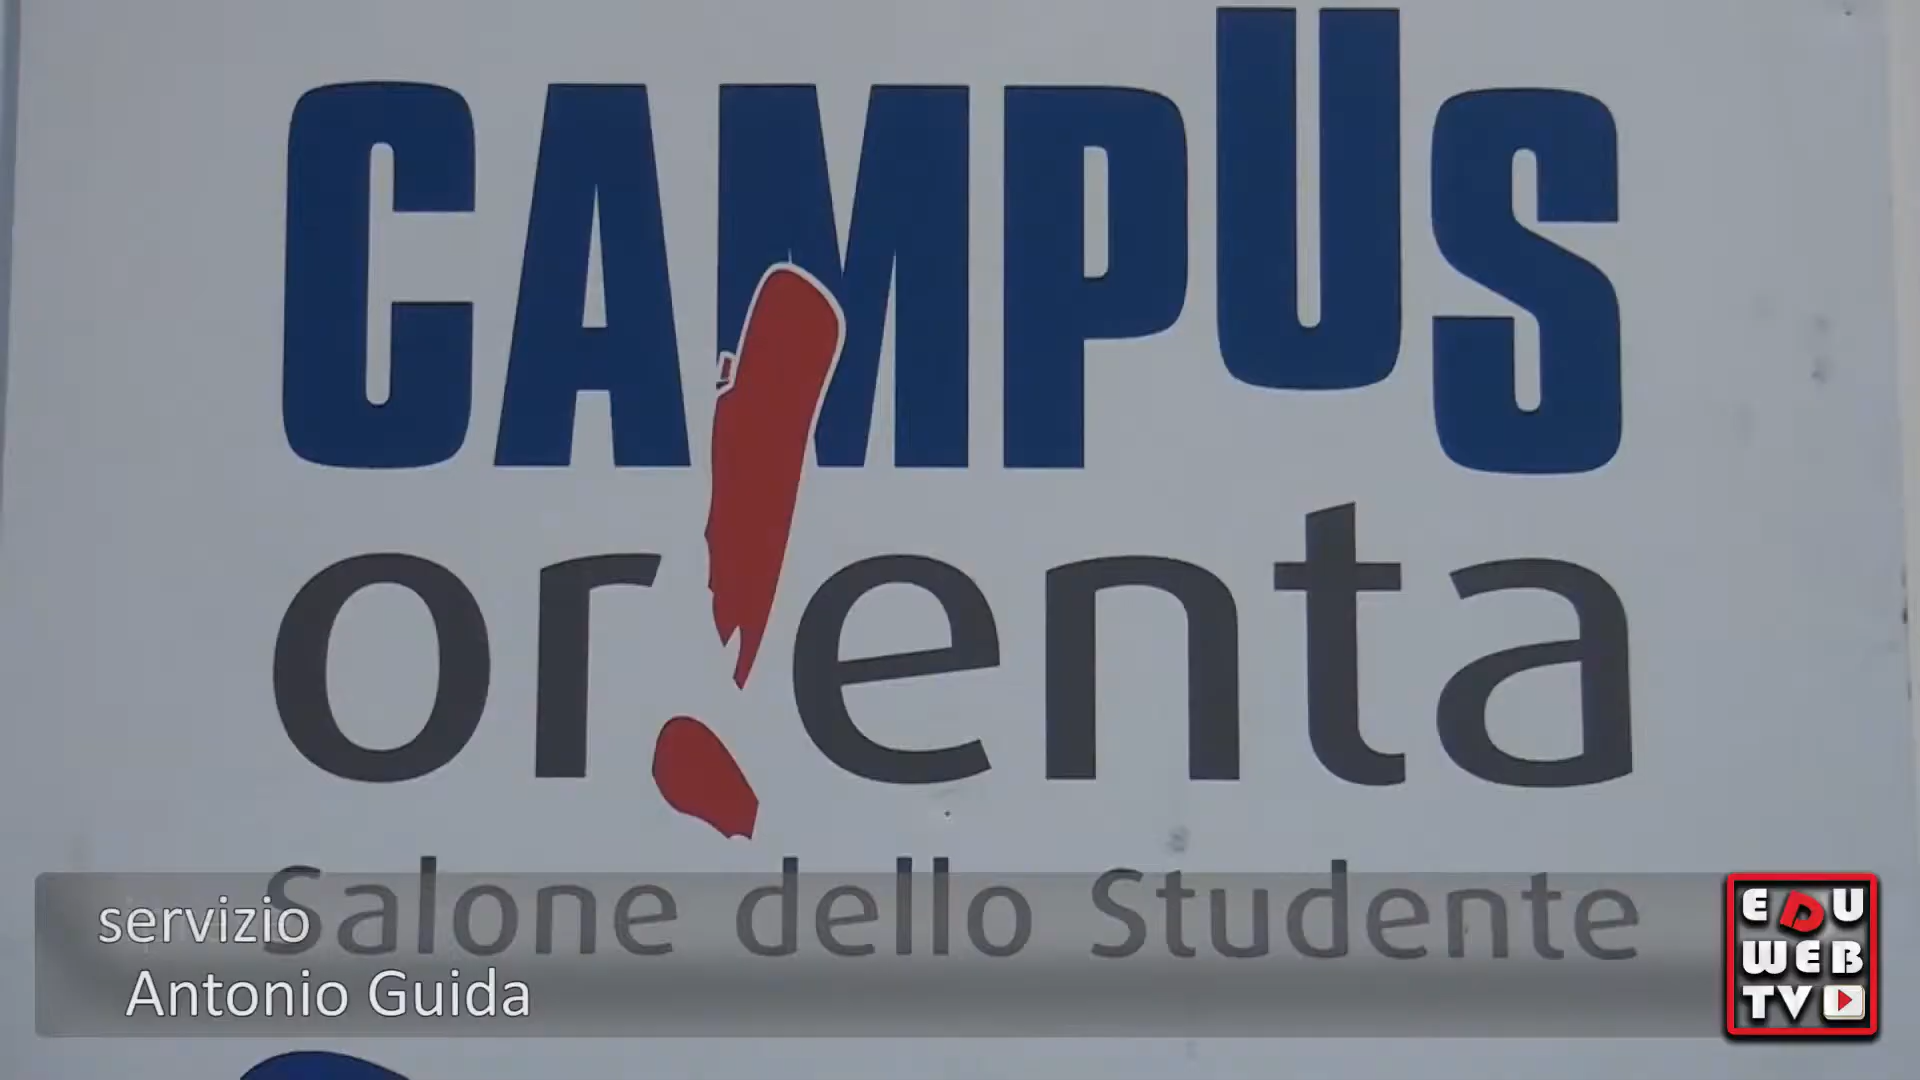 CAMPUS
or!enta
Salone dello Studente
servizio
Antonio Guida
EDU
WEB
TV